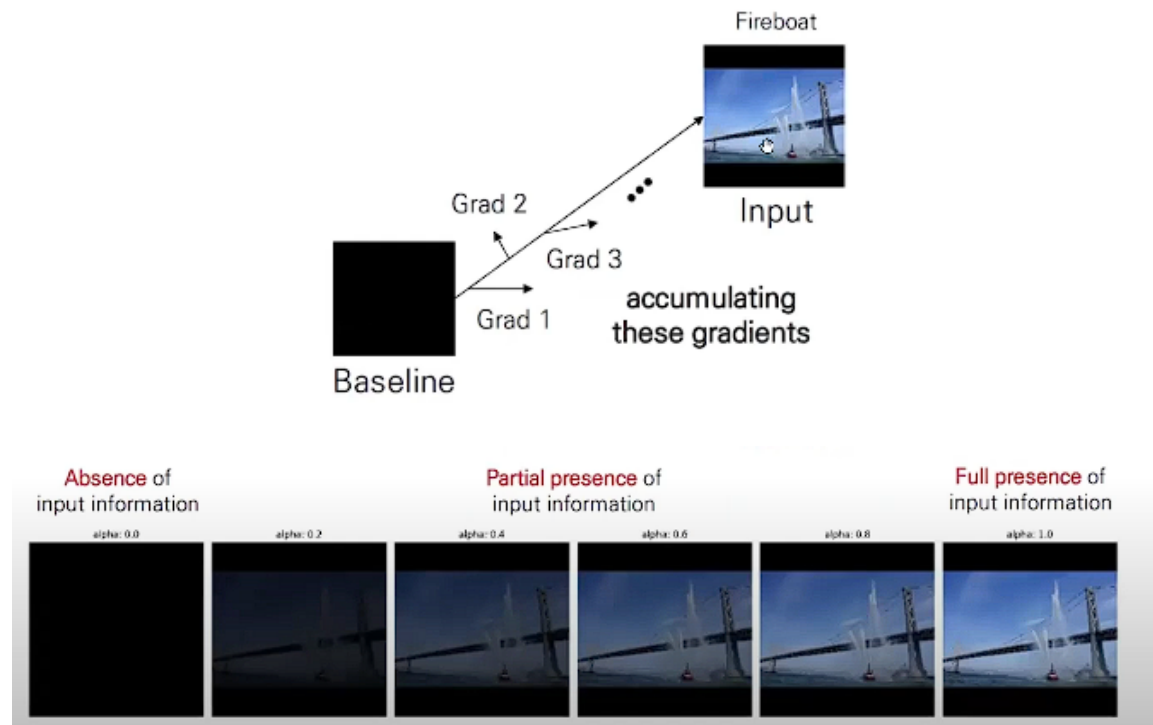 Fireboat
Grad 2
Input
Grad 3
Grad 1
accumulating
these gradients
Baseline
Absence of
input information
Partial presence of
input information
Full presence of
input information
alpha: 0.0
alpha: 0.2
alpha: 0.4
alpha: 0.6
alpha: 0.8
alpha: 1.0